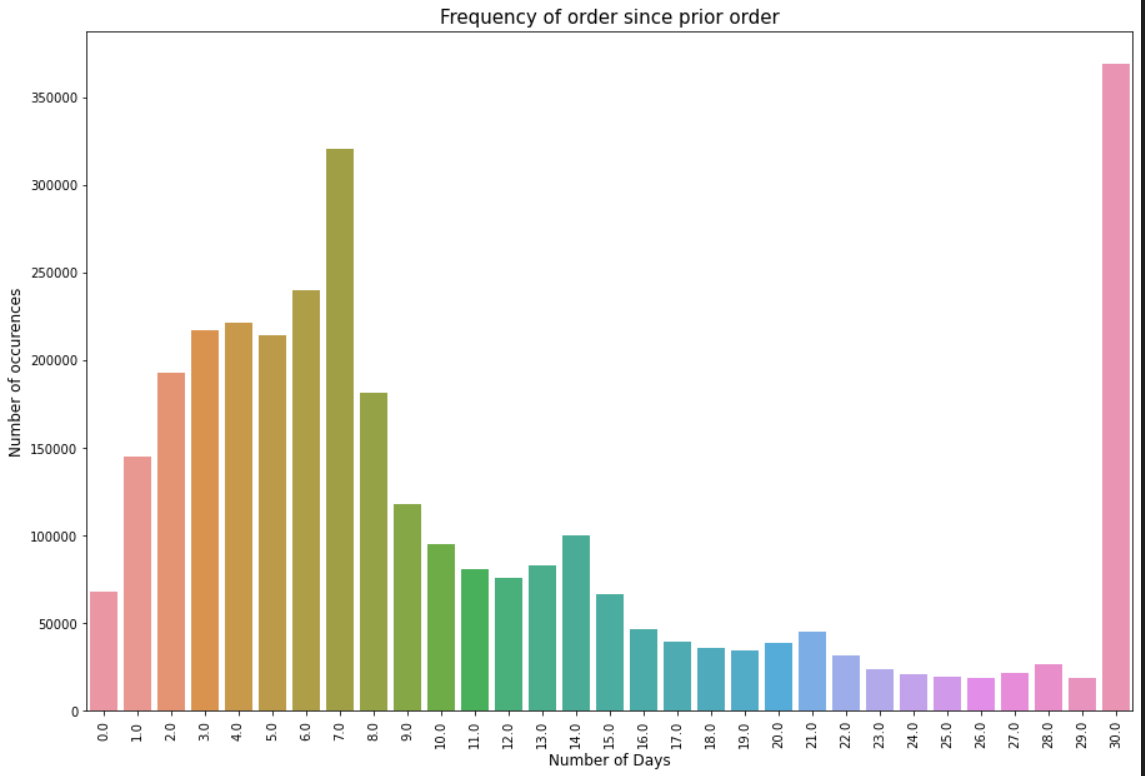 Frequency of order since prior order
Number of occurences
350000
300000
250000
200000
150000
100000
50000
0
0.0 1.0 2.0 3.0 4.0 5.0 6.0 7.0 8.0 9.0 10.0 11.0 12.0 13.0 14.0 15.0 16.0 17.0 18.0 19.0 20.0 21.0 22.0 23.0 24.0 25.0 26.0 27.0 28.0 29.0 30.0
Number of Days